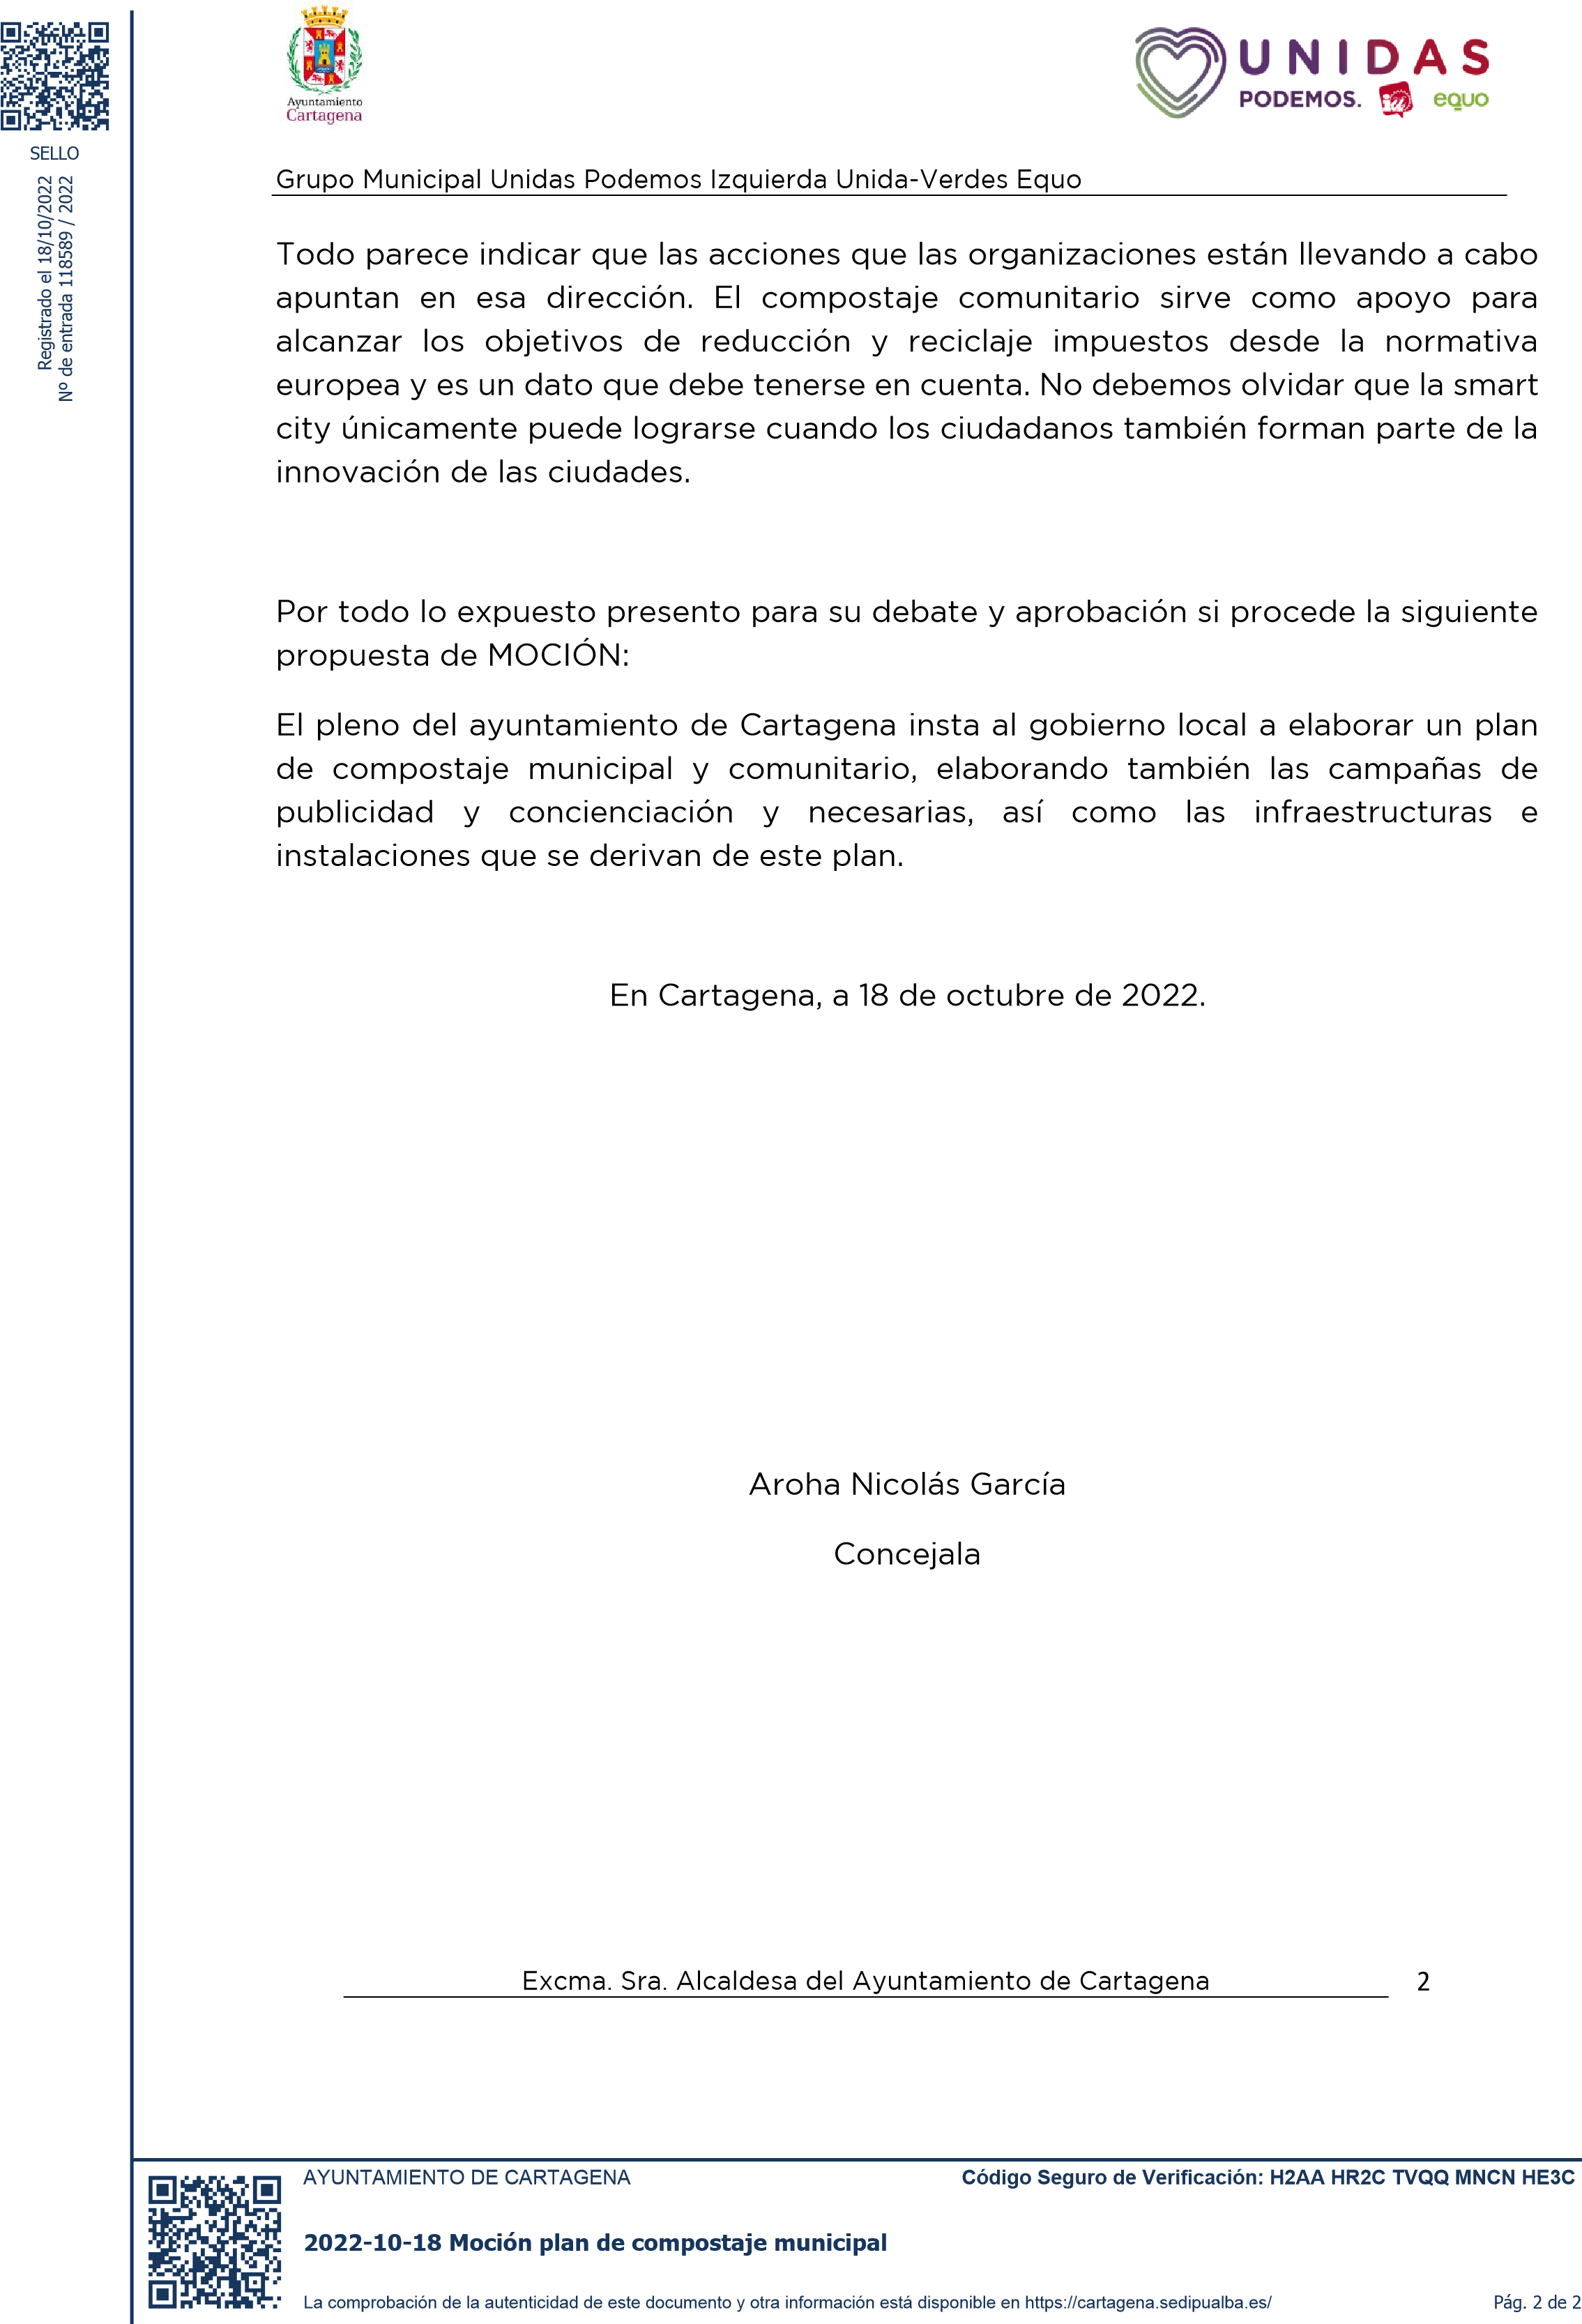 SELLO
Registrado el 18/10/2022
Nº de entrada 118589 / 2022
Ayuntamiento
Cartagena
UNIDAS
PODEMOS. iu equo
Grupo Municipal Unidas Podemos Izquierda Unida-Verdes Equo
Todo parece indicar que las acciones que las organizaciones están llevando a cabo
apuntan en esa dirección. El compostaje comunitario sirve como apoyo para
alcanzar los objetivos de reducción y reciclaje impuestos desde la normativa
europea y es un dato que debe tenerse en cuenta. No debemos olvidar que la smart
city únicamente puede lograrse cuando los ciudadanos también forman parte de la
innovación de las ciudades.
Por todo lo expuesto presento para su debate y aprobación si procede la siguiente
propuesta de MOCIÓN:
El pleno del ayuntamiento de Cartagena insta al gobierno local a elaborar un plan
de compostaje municipal y comunitario, elaborando también las campañas de
publicidad y concienciación y necesarias, así como las infraestructuras e
instalaciones que se derivan de este plan.
En Cartagena, a 18 de octubre de 2022.
Aroha Nicolás García
Concejala
Excma. Sra. Alcaldesa del Ayuntamiento de Cartagena 2
AYUNTAMIENTO DE CARTAGENA Código Seguro de Verificación: H2AA HR2C TVQQ MNCN HE3C
2022-10-18 Moción plan de compostaje municipal
La comprobación de la autenticidad de este documento y otra información está disponible en https://cartagena.sedipualba.es/ Pág. 2 de 2